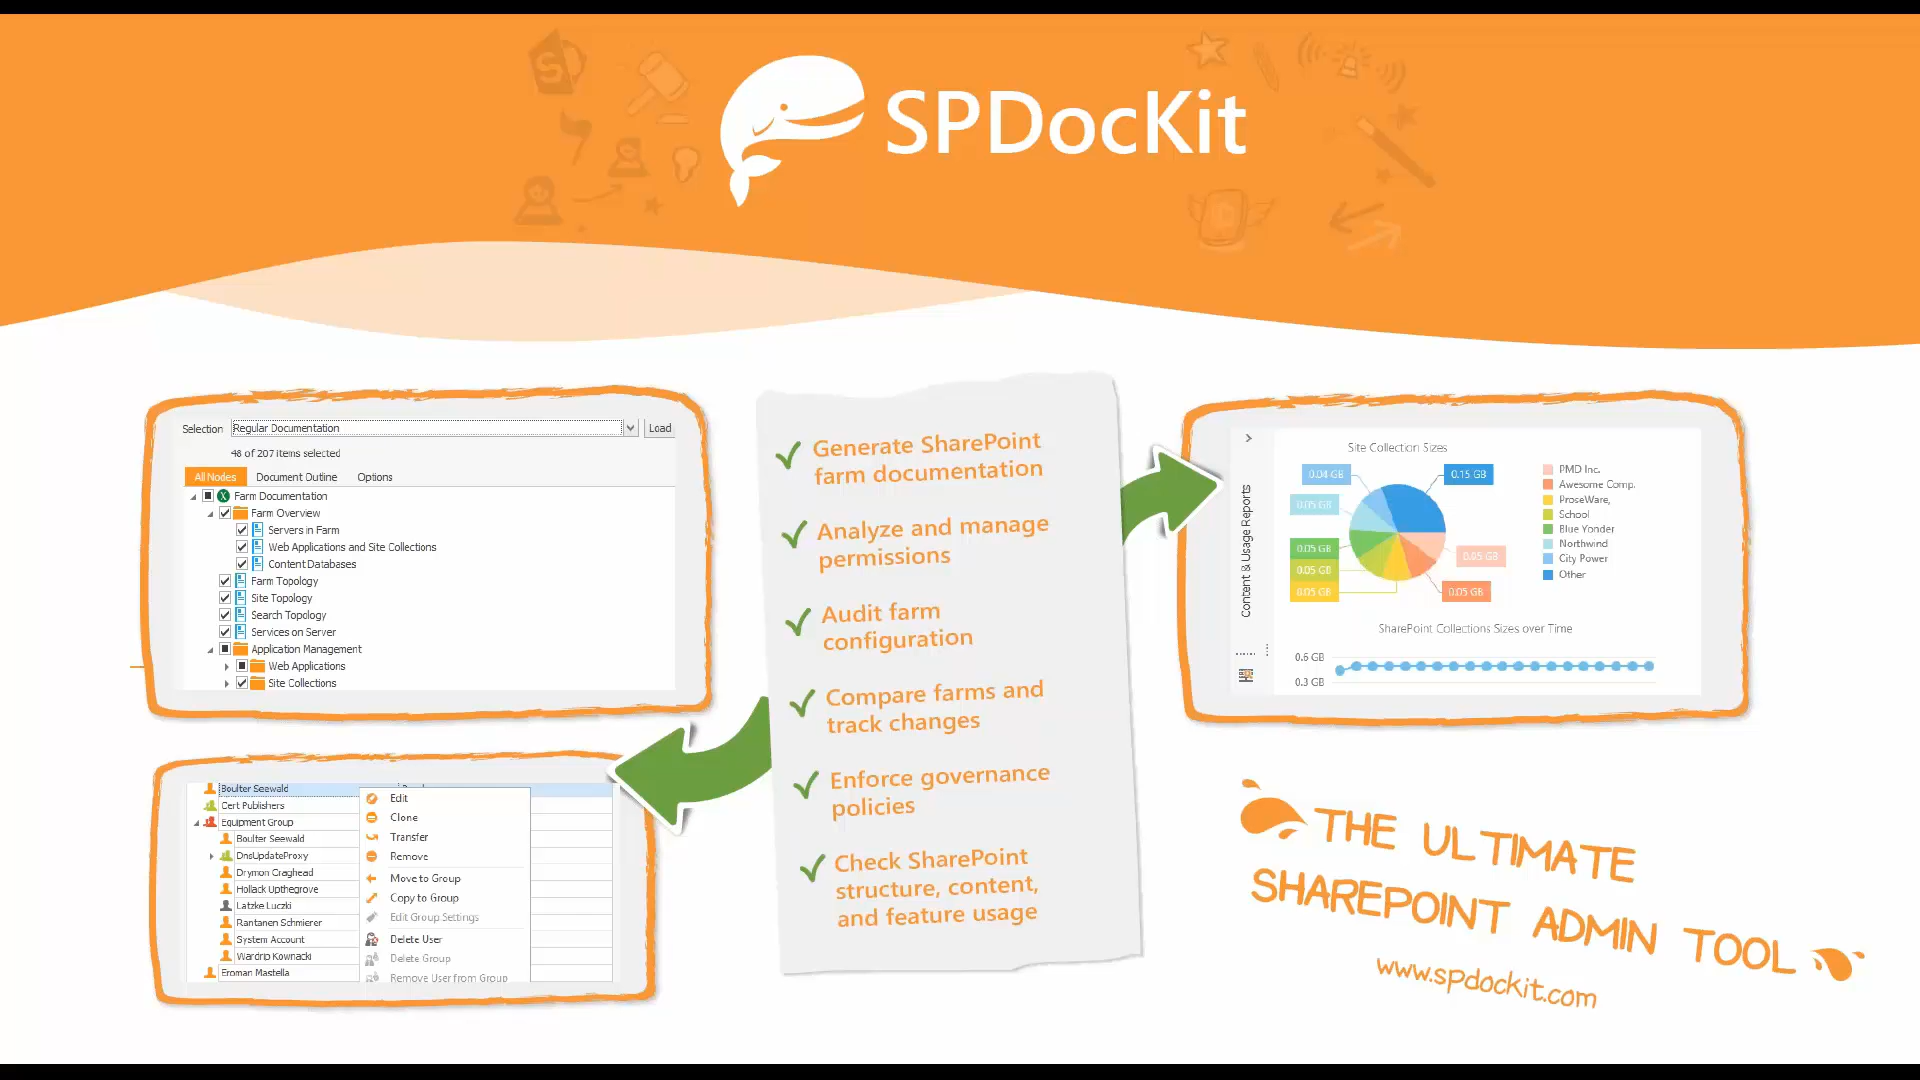 SPDocKit
Selection
Regular Documentation
Load
48 of 207 items selected
All Nodes
Document Outline
Options
Farm Documentation
Farm Overview
Servers in Farm
Web Applications and Site Collections
Content Databases
Farm Topology
Site Topology
Search Topology
Services on Server
Application Management
Web Applications
Site Collections
Boulter Seewald
Cert Publishers
Equipment Group
Boulter Seewald
DnsUpdateProxy
Drymon Craghead
Hollack Upthegrove
Latzke Luczki
Rantanen Schmierer
System Account
Wardrip Kownacki
Eroman Mastella
Edit
Clone
Transfer
Remove
Move to Group
Copy to Group
Edit Group Settings
Delete User
Delete Group
Remove User from Group
Generate SharePoint
farm documentation
Analyze and manage
permissions
Audit farm
configuration
Compare farms and
track changes
Enforce governance
policies
Check SharePoint
structure, content,
and feature usage
Content & Usage Reports
Site Collection Sizes
0.04 GB
0.15 GB
0.05 GB
0.05 GB
0.05 GB
0.05 GB
0.05 GB
0.05 GB
PMD Inc.
Awesome Comp.
ProseWare,
School
Blue Yonder
Northwind
City Power
Other
SharePoint Collections Sizes over Time
0.6 GB
0.3 GB
THE ULTIMATE
SHAREPOINT ADMIN TOOL
www.spdockit.com